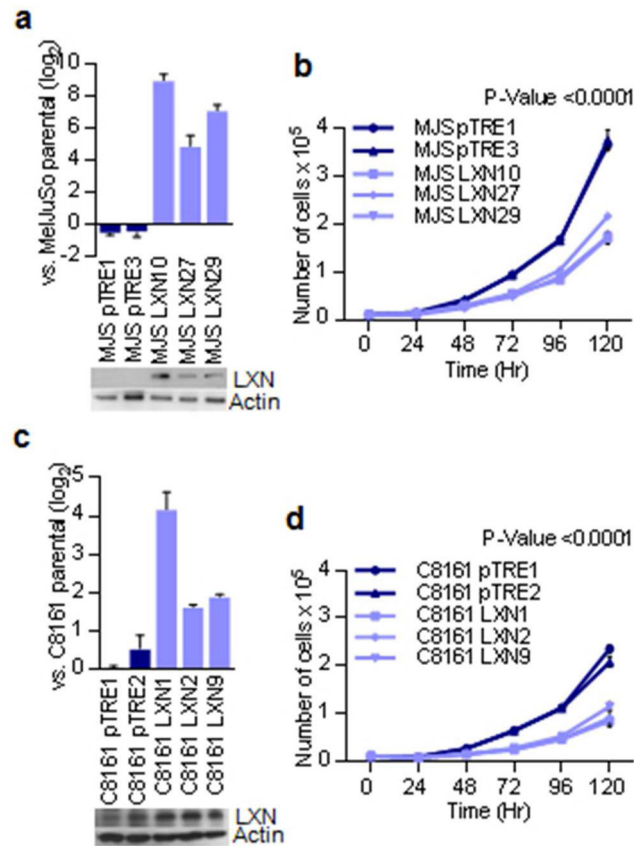 a
vs. MelJuSo parental (log2)
10
8
6
4
2
0
-2
MJS pTRE1
MJS pTRE3
MJS LXN10
MJS LXN27
MJS LXN29
LXN
Actin
b
P-Value <0.0001
MJS pTRE1
MJS pTRE3
MJS LXN10
MJS LXN27
MJS LXN29
Number of cells x 10⁵
4
3
2
1
0
0 24 48 72 96 120
Time (Hr)
c
vs. C8161 parental (log2)
5
4
3
2
1
0
C8161 pTRE1
C8161 pTRE2
C8161 LXN1
C8161 LXN2
C8161 LXN9
LXN
Actin
d
P-Value <0.0001
C8161 pTRE1
C8161 pTRE2
C8161 LXN1
C8161 LXN2
C8161 LXN9
Number of cells x 10⁵
4
3
2
1
0
0 24 48 72 96 120
Time (Hr)